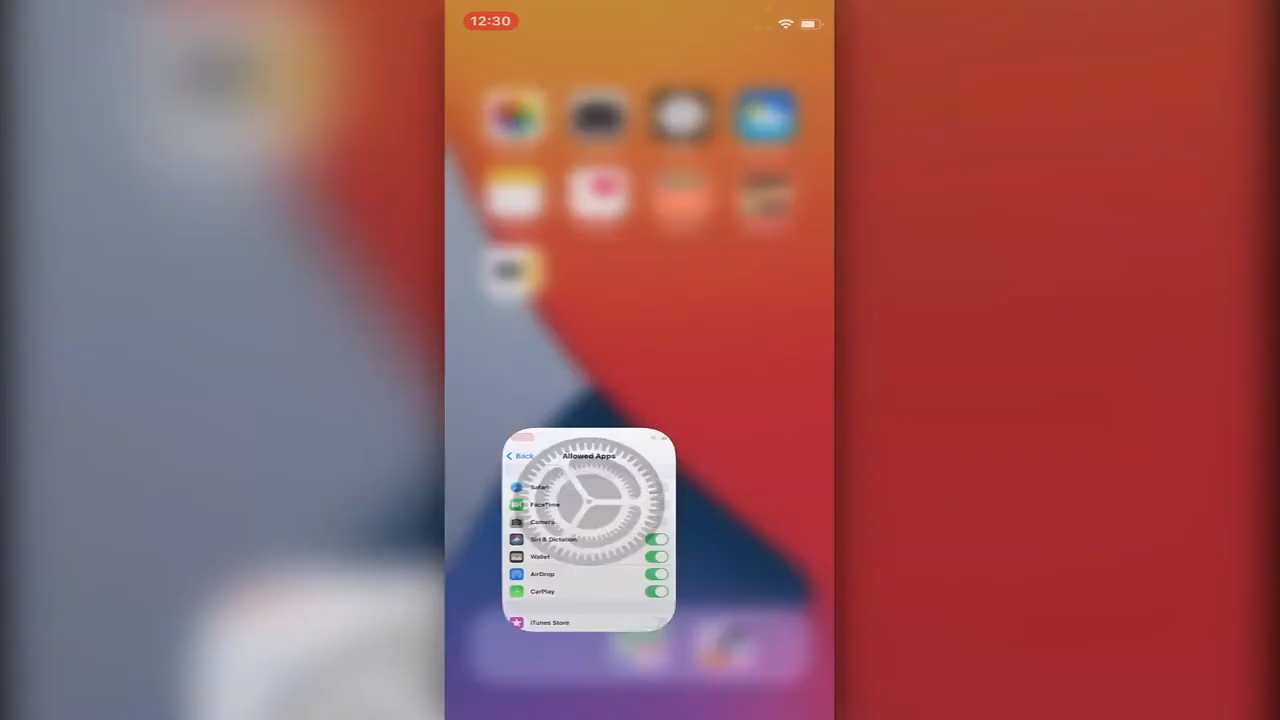 12:30
Back Allowed Apps
Safari
FaceTime
Camera
Siri & Dictation
Wallet
AirDrop
CarPlay
iTunes Store